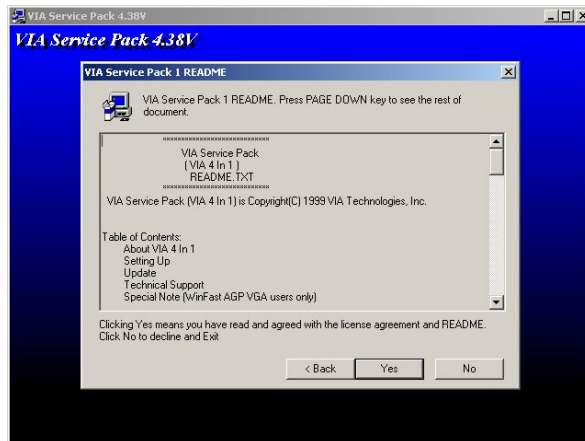 VIA Service Pack 4.38V
VIA Service Pack 4.38V
VIA Service Pack 1 README
VIA Service Pack 1 README. Press PAGE DOWN key to see the rest of
document.
****************************
VIA Service Pack
( VIA 4 In 1 )
README.TXT
****************************
VIA Service Pack (VIA 4 In 1) is Copyright(C) 1999 VIA Technologies, Inc.
Table of Contents:
About VIA 4 In 1
Setting Up
Update
Technical Support
Special Note (WinFast AGP VGA users only)
Clicking Yes means you have read and agreed with the license agreement and README.
Click No to decline and Exit
< Back Yes No